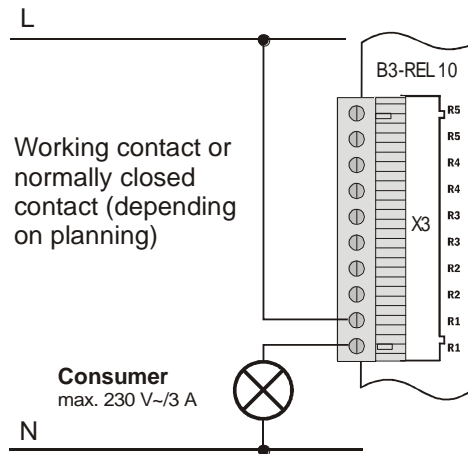 L
B3-REL 10
R5
R5
R4
R4
R3
R3
R2
R2
R1
R1
X3
Working contact or
normally closed
contact (depending
on planning)
Consumer
max. 230 V~/3 A
N